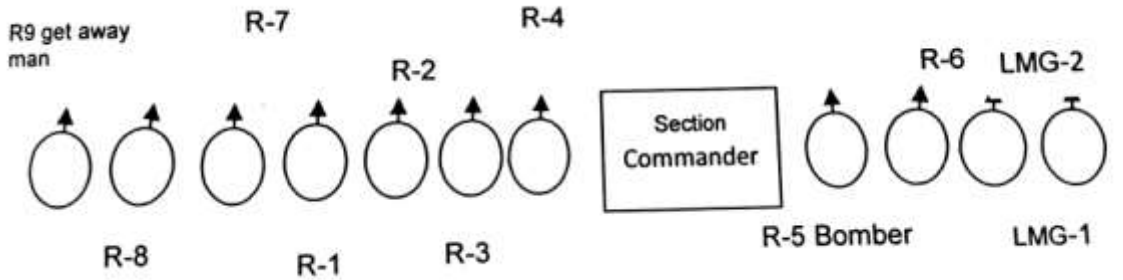 R9 get away
man
R-7
R-4
R-2
R-6
LMG-2
Section
Commander
R-8
R-1
R-3
R-5 Bomber
LMG-1